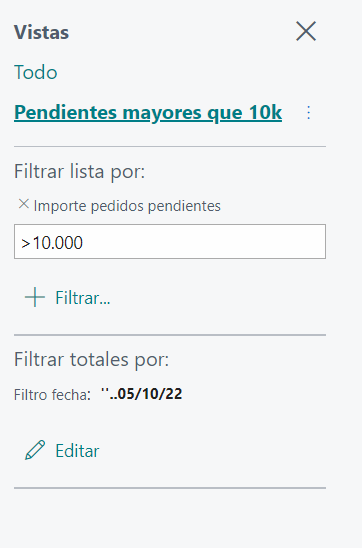 Vistas
Todo
Pendientes mayores que 10k
Filtrar lista por:
Importe pedidos pendientes
>10.000
Filtrar...
Filtrar totales por:
Filtro fecha: ''..05/10/22
Editar